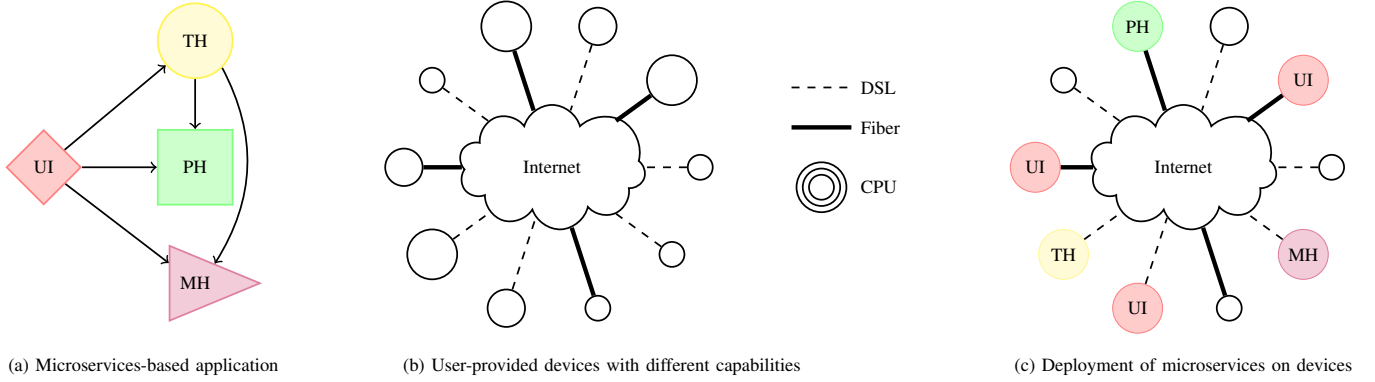 TH
UI
PH
MH
(a) Microservices-based application
Internet
DSL
Fiber
CPU
(b) User-provided devices with different capabilities
PH
UI
UI
Internet
TH
MH
UI
(c) Deployment of microservices on devices